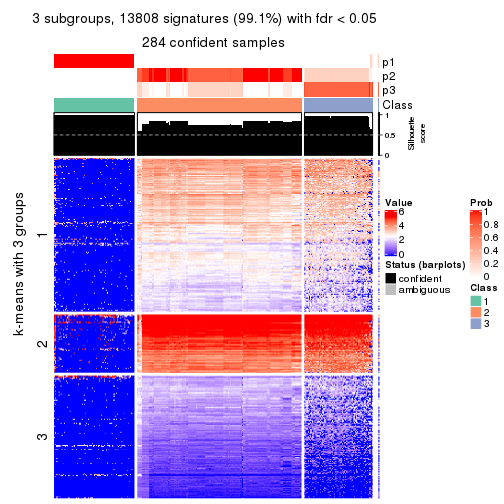 3 subgroups, 13808 signatures (99.1%) with fdr < 0.05
284 confident samples
p1
p2
p3
Class
1
0.5
0
Silhouette
score
k-means with 3 groups
1
2
3
Value
6
4
2
0
Status (barplots)
confident
ambiguous
Prob
1
0.8
0.6
0.4
0.2
0
Class
1
2
3